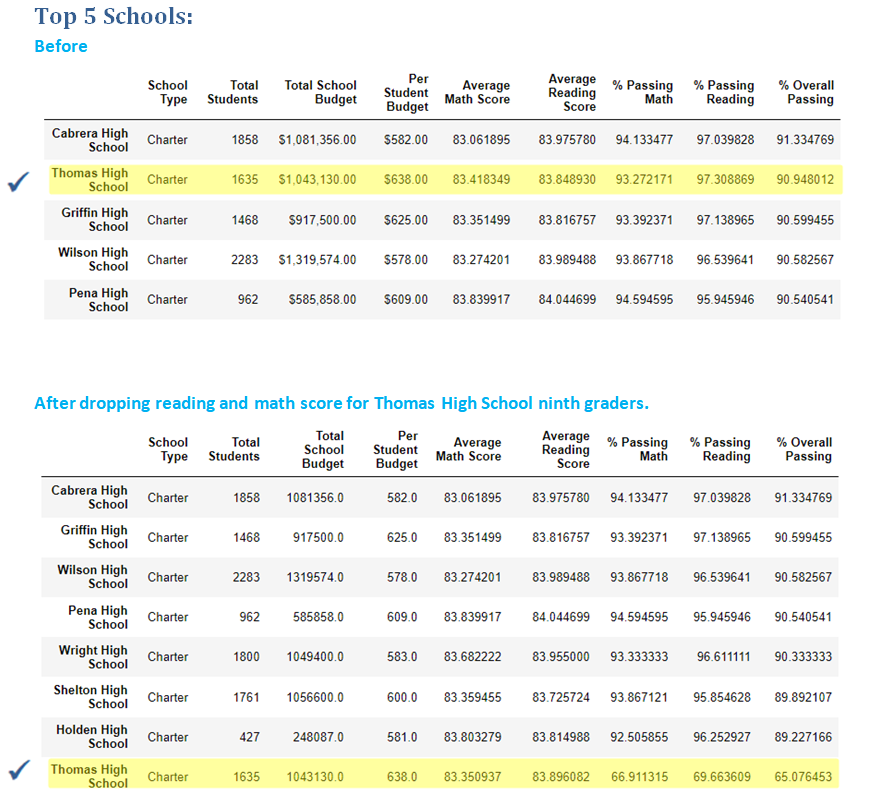 Top 5 Schools:
Before
School Type Total Students Total School Budget Per Student Budget Average Math Score Average Reading Score % Passing Math % Passing Reading % Overall Passing
Cabrera High School Charter 1858 $1,081,356.00 $582.00 83.061895 83.975780 94.133477 97.039828 91.334769
Thomas High School Charter 1635 $1,043,130.00 $638.00 83.418349 83.848930 93.272171 97.308869 90.948012
Griffin High School Charter 1468 $917,500.00 $625.00 83.351499 83.816757 93.392371 97.138965 90.599455
Wilson High School Charter 2283 $1,319,574.00 $578.00 83.274201 83.989488 93.867718 96.539641 90.582567
Pena High School Charter 962 $585,858.00 $609.00 83.839917 84.044699 94.594595 95.945946 90.540541
After dropping reading and math score for Thomas High School ninth graders.
School Type Total Students Total School Budget Per Student Budget Average Math Score Average Reading Score % Passing Math % Passing Reading % Overall Passing
Cabrera High School Charter 1858 1081356.0 582.0 83.061895 83.975780 94.133477 97.039828 91.334769
Griffin High School Charter 1468 917500.0 625.0 83.351499 83.816757 93.392371 97.138965 90.599455
Wilson High School Charter 2283 1319574.0 578.0 83.274201 83.989488 93.867718 96.539641 90.582567
Pena High School Charter 962 585858.0 609.0 83.839917 84.044699 94.594595 95.945946 90.540541
Wright High School Charter 1800 1049400.0 583.0 83.682222 83.955000 93.333333 96.611111 90.333333
Shelton High School Charter 1761 1056600.0 600.0 83.359455 83.725724 93.867121 95.854628 89.892107
Holden High School Charter 427 248087.0 581.0 83.803279 83.814988 92.505855 96.252927 89.227166
Thomas High School Charter 1635 1043130.0 638.0 83.350937 83.896082 66.911315 69.663609 65.076453